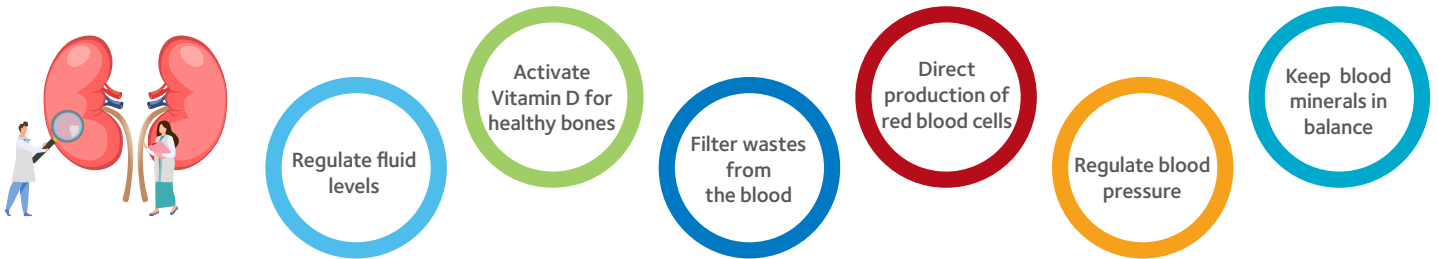 Regulate fluid
levels
Activate
Vitamin D for
healthy bones
Filter wastes
from
the blood
Direct
production of
red blood cells
Regulate blood
pressure
Keep blood
minerals in
balance